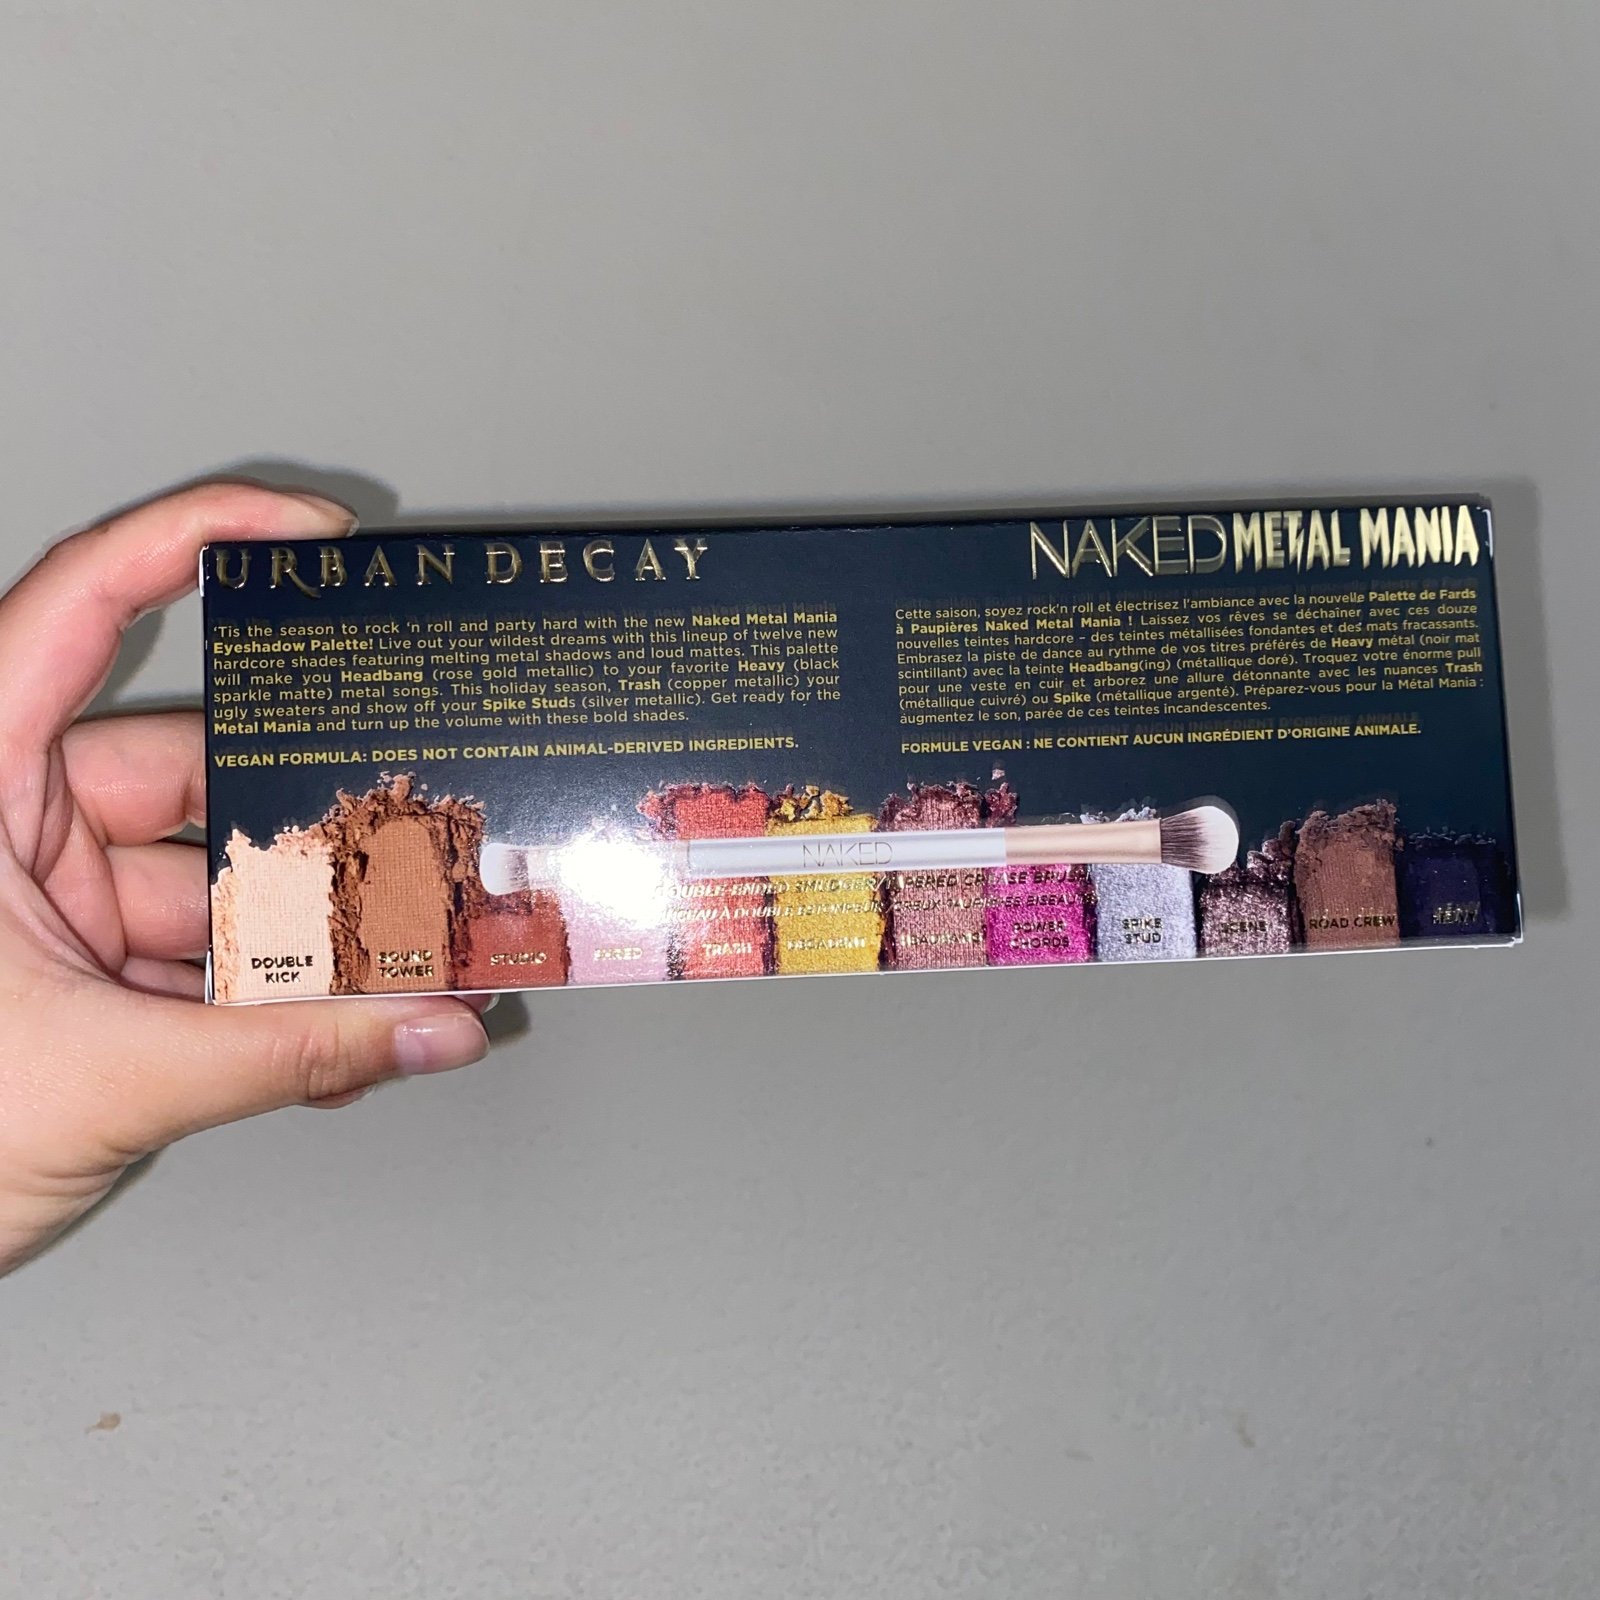 URBAN DECAY
NAKED METAL MANIA
'Tis the season to rock 'n roll and party hard with the new Naked Metal Mania
Eyeshadow Palette! Live out your wildest dreams with this lineup of twelve new
hardcore shades featuring melting metal shadows and loud mattes. This palette
will make you Headbang (rose gold metallic) to your favorite Heavy (black
sparkle matte) metal songs. This holiday season, Trash (copper metallic) your
ugly sweaters and show off your Spike Studs (silver metallic). Get ready for the
Metal Mania and turn up the volume with these bold shades.
VEGAN FORMULA: DOES NOT CONTAIN ANIMAL-DERIVED INGREDIENTS.
Cette saison, soyez rock'n roll et électrisez l'ambiance avec la nouvelle Palette de Fards
à Paupières Naked Metal Mania ! Laissez vos rêves se déchaîner avec ces douze
nouvelles teintes hardcore - des teintes métallisées fondantes et des mats fracassants.
Embrasez la piste de dance au rythme de vos titres préférés de Heavy métal (noir mat
scintillant) avec la teinte Headbang(ing) (métallique doré). Troquez votre énorme pull
pour une veste en cuir et arborez une allure détonnante avec les nuances Trash
(métallique cuivré) ou Spike (métallique argenté). Préparez-vous pour la Métal Mania :
augmentez le son, parée de ces teintes incandescentes.
FORMULE VEGAN : NE CONTIENT AUCUN INGRÉDIENT D'ORIGINE ANIMALE.
NAKED
DOUBLE-ENDED SMUDGER/TAPERED CREASE BRUSH
DOUBLE KICK
SOUND TOWER
STUDIO
SHRED
TRASH
DECADENT
HEADBANG
POWER CHORDS
SPIKE STUD
SCENE
ROAD CREW
HEAVY